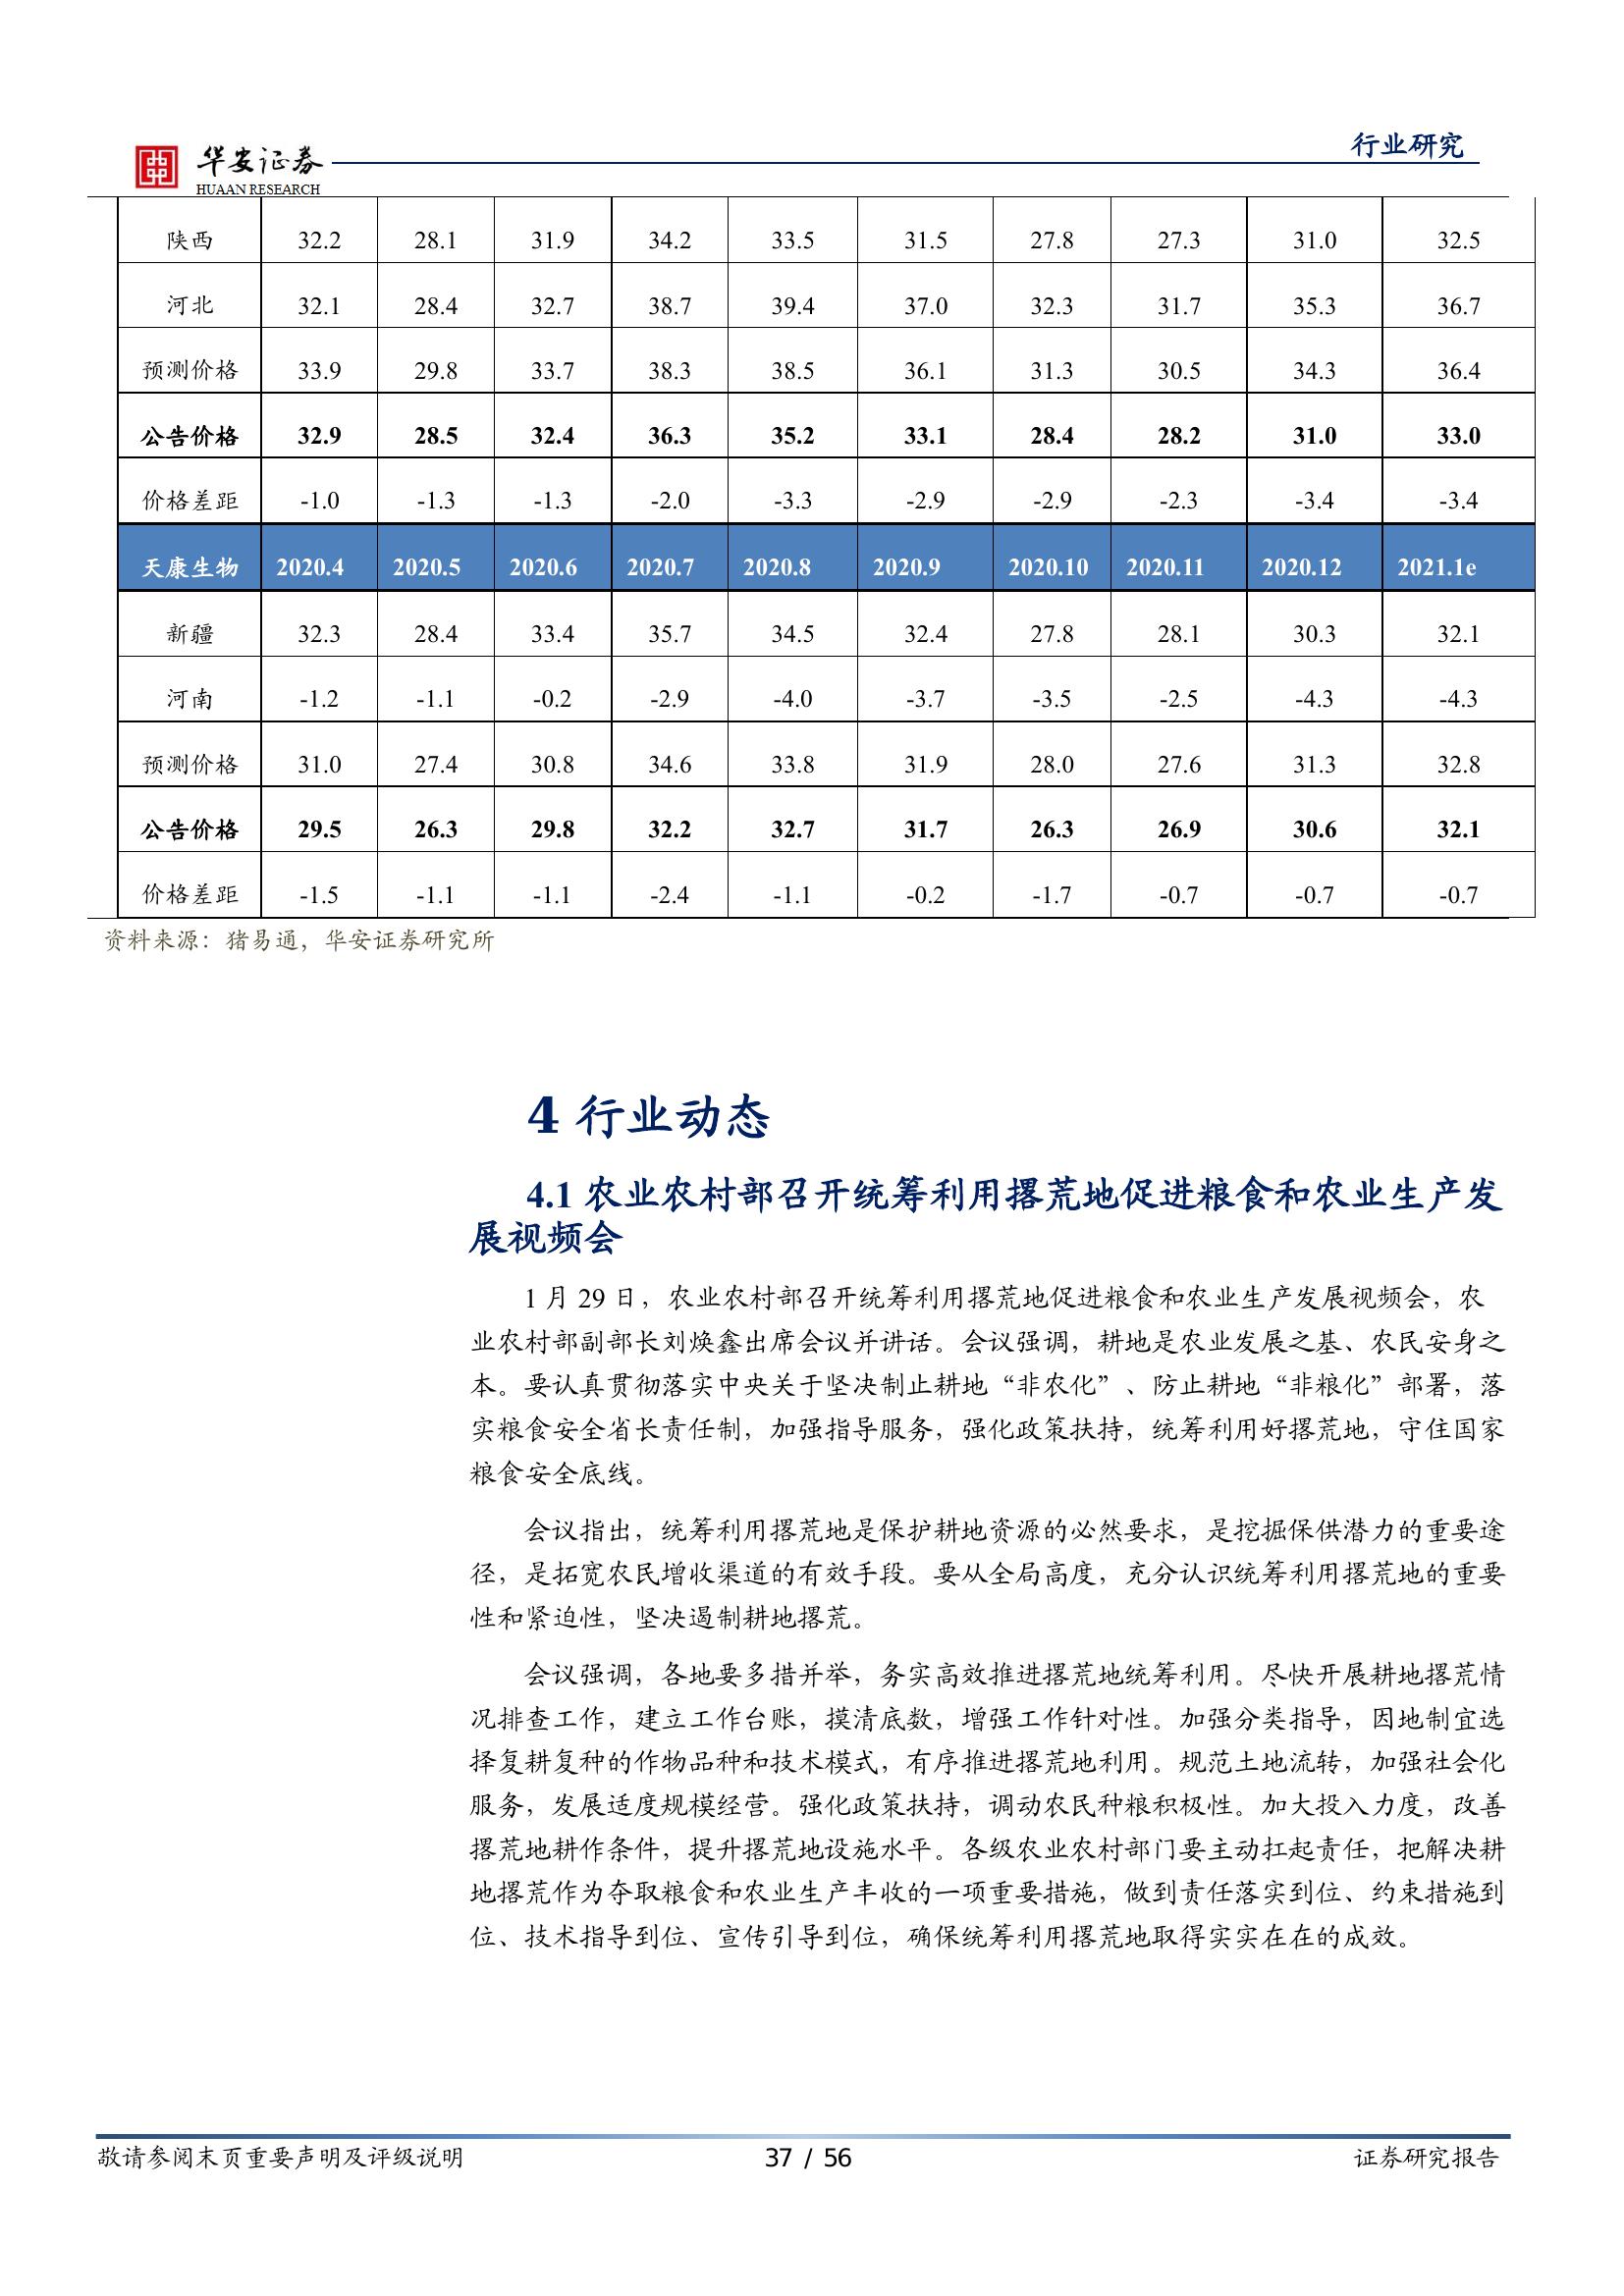 华安证券
HUAAN RESEARCH
行业研究
陕西 32.2 28.1 31.9 34.2 33.5 31.5 27.8 27.3 31.0 32.5
河北 32.1 28.4 32.7 38.7 39.4 37.0 32.3 31.7 35.3 36.7
预测价格 33.9 29.8 33.7 38.3 38.5 36.1 31.3 30.5 34.3 36.4
公告价格 32.9 28.5 32.4 36.3 35.2 33.1 28.4 28.2 31.0 33.0
价格差距 -1.0 -1.3 -1.3 -2.0 -3.3 -2.9 -2.9 -2.3 -3.4 -3.4
天康生物 2020.4 2020.5 2020.6 2020.7 2020.8 2020.9 2020.10 2020.11 2020.12 2021.1e
新疆 32.3 28.4 33.4 35.7 34.5 32.4 27.8 28.1 30.3 32.1
河南 -1.2 -1.1 -0.2 -2.9 -4.0 -3.7 -3.5 -2.5 -4.3 -4.3
预测价格 31.0 27.4 30.8 34.6 33.8 31.9 28.0 27.6 31.3 32.8
公告价格 29.5 26.3 29.8 32.2 32.7 31.7 26.3 26.9 30.6 32.1
价格差距 -1.5 -1.1 -1.1 -2.4 -1.1 -0.2 -1.7 -0.7 -0.7 -0.7
资料来源：猪易通，华安证券研究所
4 行业动态
4.1 农业农村部召开统筹利用撂荒地促进粮食和农业生产发
展视频会
1 月 29 日，农业农村部召开统筹利用撂荒地促进粮食和农业生产发展视频会，农
业农村部副部长刘焕鑫出席会议并讲话。会议强调，耕地是农业发展之基、农民安身之
本。要认真贯彻落实中央关于坚决制止耕地“非农化”、防止耕地“非粮化”部署，落
实粮食安全省长责任制，加强指导服务，强化政策扶持，统筹利用好撂荒地，守住国家
粮食安全底线。
会议指出，统筹利用撂荒地是保护耕地资源的必然要求，是挖掘保供潜力的重要途
径，是拓宽农民增收渠道的有效手段。要从全局高度，充分认识统筹利用撂荒地的重要
性和紧迫性，坚决遏制耕地撂荒。
会议强调，各地要多措并举，务实高效推进撂荒地统筹利用。尽快开展耕地撂荒情
况排查工作，建立工作台账，摸清底数，增强工作针对性。加强分类指导，因地制宜选
择复耕复种的作物品种和技术模式，有序推进撂荒地利用。规范土地流转，加强社会化
服务，发展适度规模经营。强化政策扶持，调动农民种粮积极性。加大投入力度，改善
撂荒地耕作条件，提升撂荒地设施水平。各级农业农村部门要主动扛起责任，把解决耕
地撂荒作为夺取粮食和农业生产丰收的一项重要措施，做到责任落实到位、约束措施到
位、技术指导到位、宣传引导到位，确保统筹利用撂荒地取得实实在在的成效。
敬请参阅末页重要声明及评级说明
37 / 56
证券研究报告